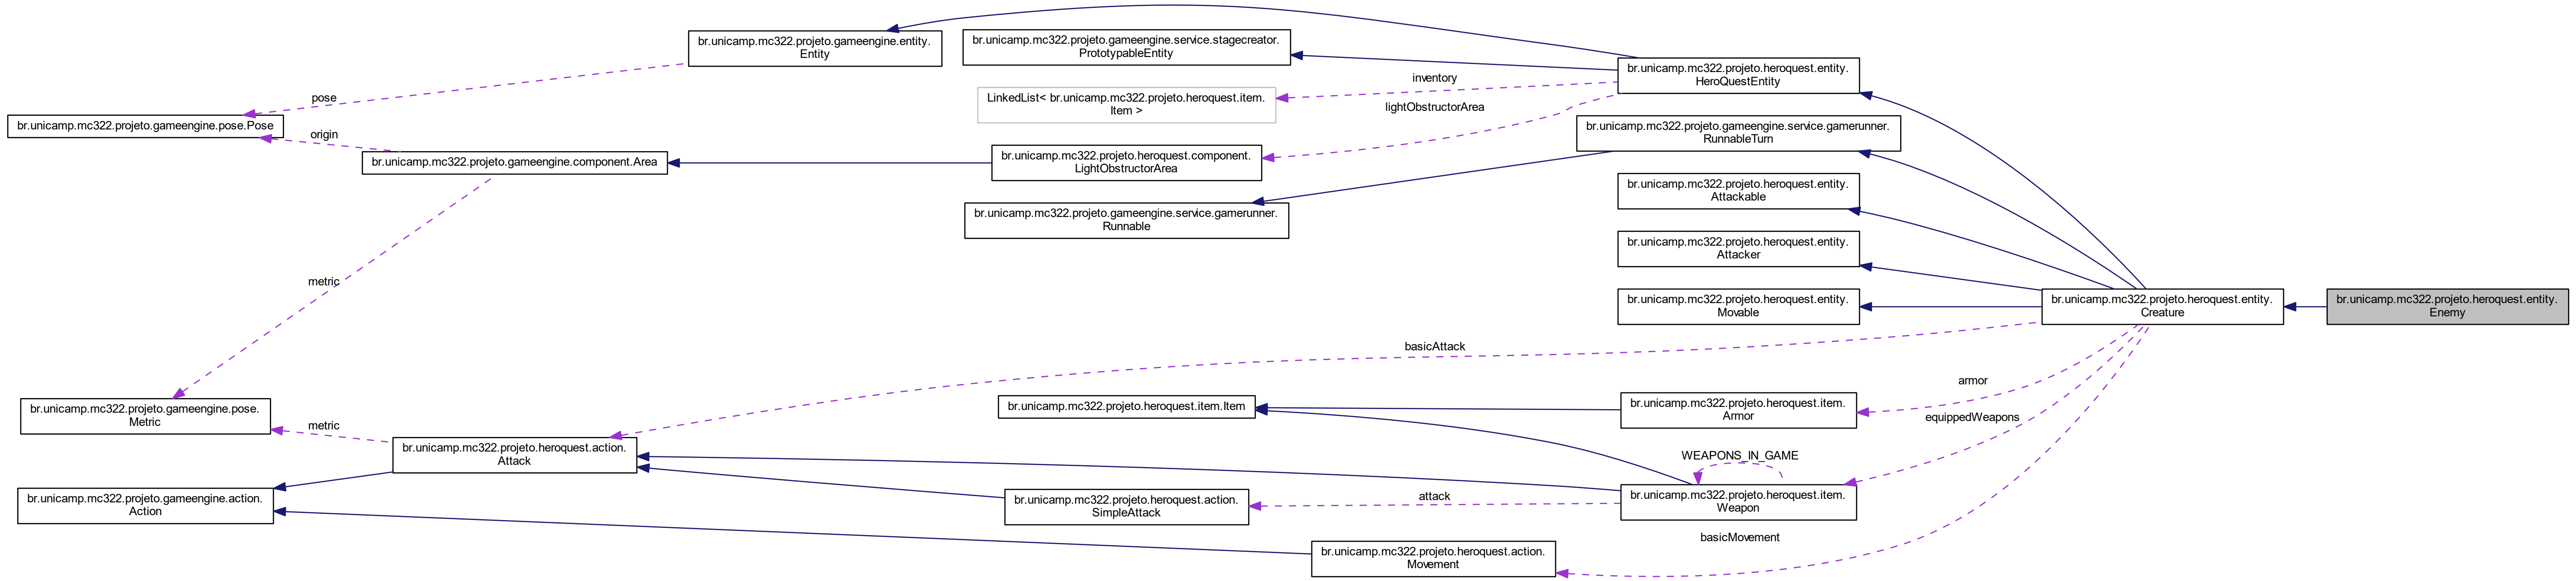 br.unicamp.mc322.projeto.gameengine.entity.
Entity
br.unicamp.mc322.projeto.gameengine.service.stagecreator.
PrototypableEntity
br.unicamp.mc322.projeto.heroquest.entity.
HeroQuestEntity
inventory
LinkedList< br.unicamp.mc322.projeto.heroquest.item.
Item >
lightObstructorArea
pose
br.unicamp.mc322.projeto.gameengine.pose.Pose
origin
br.unicamp.mc322.projeto.gameengine.service.gamerunner.
RunnableTurn
br.unicamp.mc322.projeto.gameengine.component.Area
br.unicamp.mc322.projeto.heroquest.component.
LightObstructorArea
br.unicamp.mc322.projeto.heroquest.entity.
Attackable
br.unicamp.mc322.projeto.gameengine.service.gamerunner.
Runnable
br.unicamp.mc322.projeto.heroquest.entity.
Attacker
metric
br.unicamp.mc322.projeto.heroquest.entity.
Movable
br.unicamp.mc322.projeto.heroquest.entity.
Creature
br.unicamp.mc322.projeto.heroquest.entity.
Enemy
basicAttack
armor
br.unicamp.mc322.projeto.gameengine.pose.
Metric
metric
br.unicamp.mc322.projeto.heroquest.item.Item
br.unicamp.mc322.projeto.heroquest.item.
Armor
equippedWeapons
br.unicamp.mc322.projeto.heroquest.action.
Attack
WEAPONS_IN_GAME
br.unicamp.mc322.projeto.gameengine.action.
Action
br.unicamp.mc322.projeto.heroquest.action.
SimpleAttack
attack
br.unicamp.mc322.projeto.heroquest.item.
Weapon
basicMovement
br.unicamp.mc322.projeto.heroquest.action.
Movement